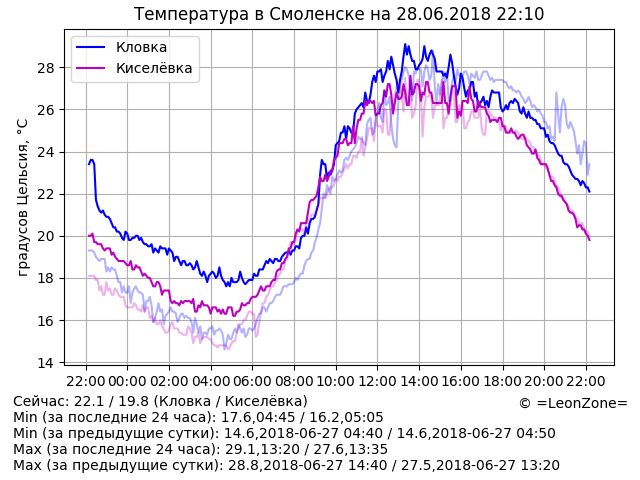 Температура в Смоленске на 28.06.2018 22:10
Кловка
Киселёвка
градусов Цельсия, °C
28
26
24
22
20
18
16
14
22:00 00:00 02:00 04:00 06:00 08:00 10:00 12:00 14:00 16:00 18:00 20:00 22:00
Сейчас: 22.1 / 19.8 (Кловка / Киселёвка)
© =LeonZone=
Min (за последние 24 часа): 17.6,04:45 / 16.2,05:05
Min (за предыдущие сутки): 14.6,2018-06-27 04:40 / 14.6,2018-06-27 04:50
Max (за последние 24 часа): 29.1,13:20 / 27.6,13:35
Max (за предыдущие сутки): 28.8,2018-06-27 14:40 / 27.5,2018-06-27 13:20